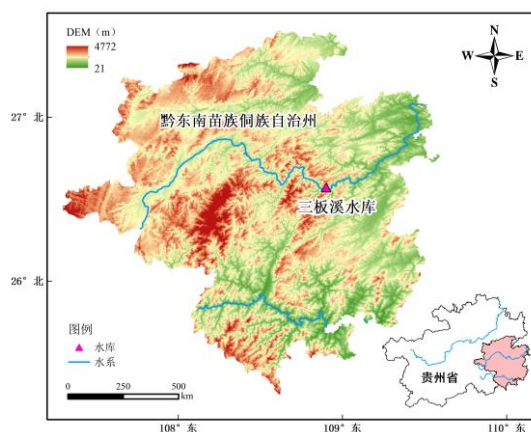 DEM（m）
4772
21
N
W E
S
27° 北
黔东南苗族侗族自治州
三板溪水库
26° 北
图例
水库
水系
0 250 500
km
贵州省
108° 东 109° 东 110° 东